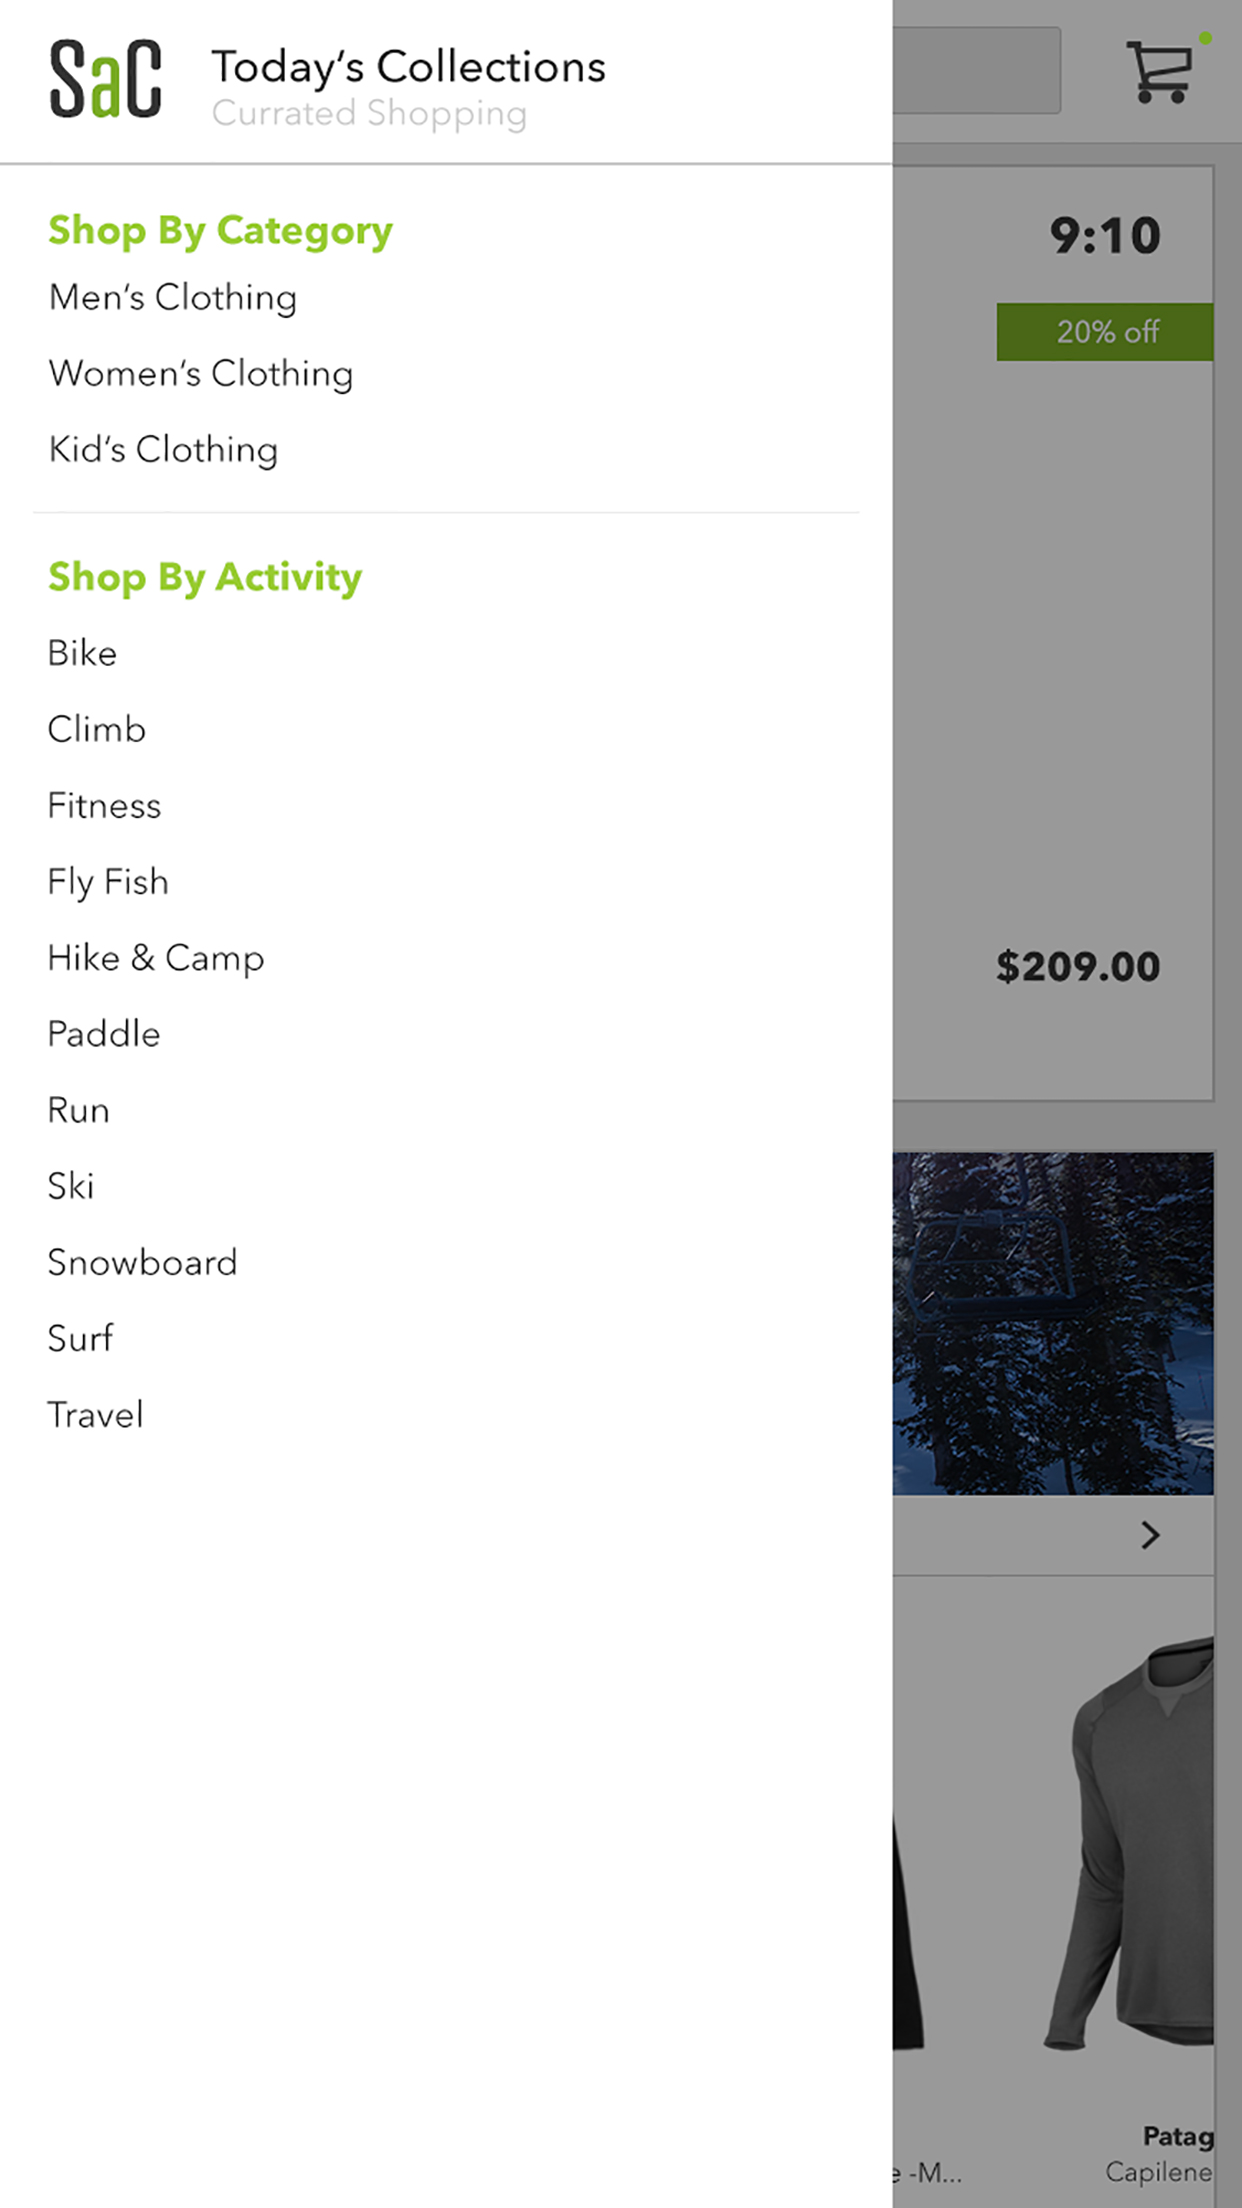 SaC
Today’s Collections
Currated Shopping
Shop By Category
Men’s Clothing
Women’s Clothing
Kid’s Clothing
Shop By Activity
Bike
Climb
Fitness
Fly Fish
Hike & Camp
Paddle
Run
Ski
Snowboard
Surf
Travel
9:10
20% off
$209.00
-M...
Patag
Capilene